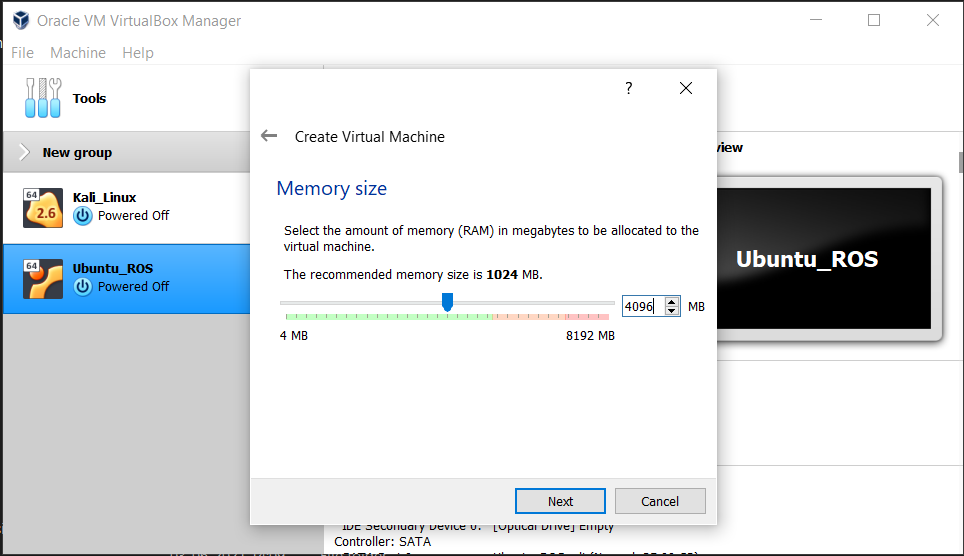 Oracle VM VirtualBox Manager
File Machine Help
Tools
New group
64
2.6
Kali_Linux
Powered Off
64
Ubuntu_ROS
Powered Off
?
Create Virtual Machine
Memory size
Select the amount of memory (RAM) in megabytes to be allocated to the
virtual machine.
The recommended memory size is 1024 MB.
4096 MB
4 MB 8192 MB
Next Cancel
view
Ubuntu_ROS
IDE Secondary Device 0: [Optical Drive] Empty
Controller: SATA